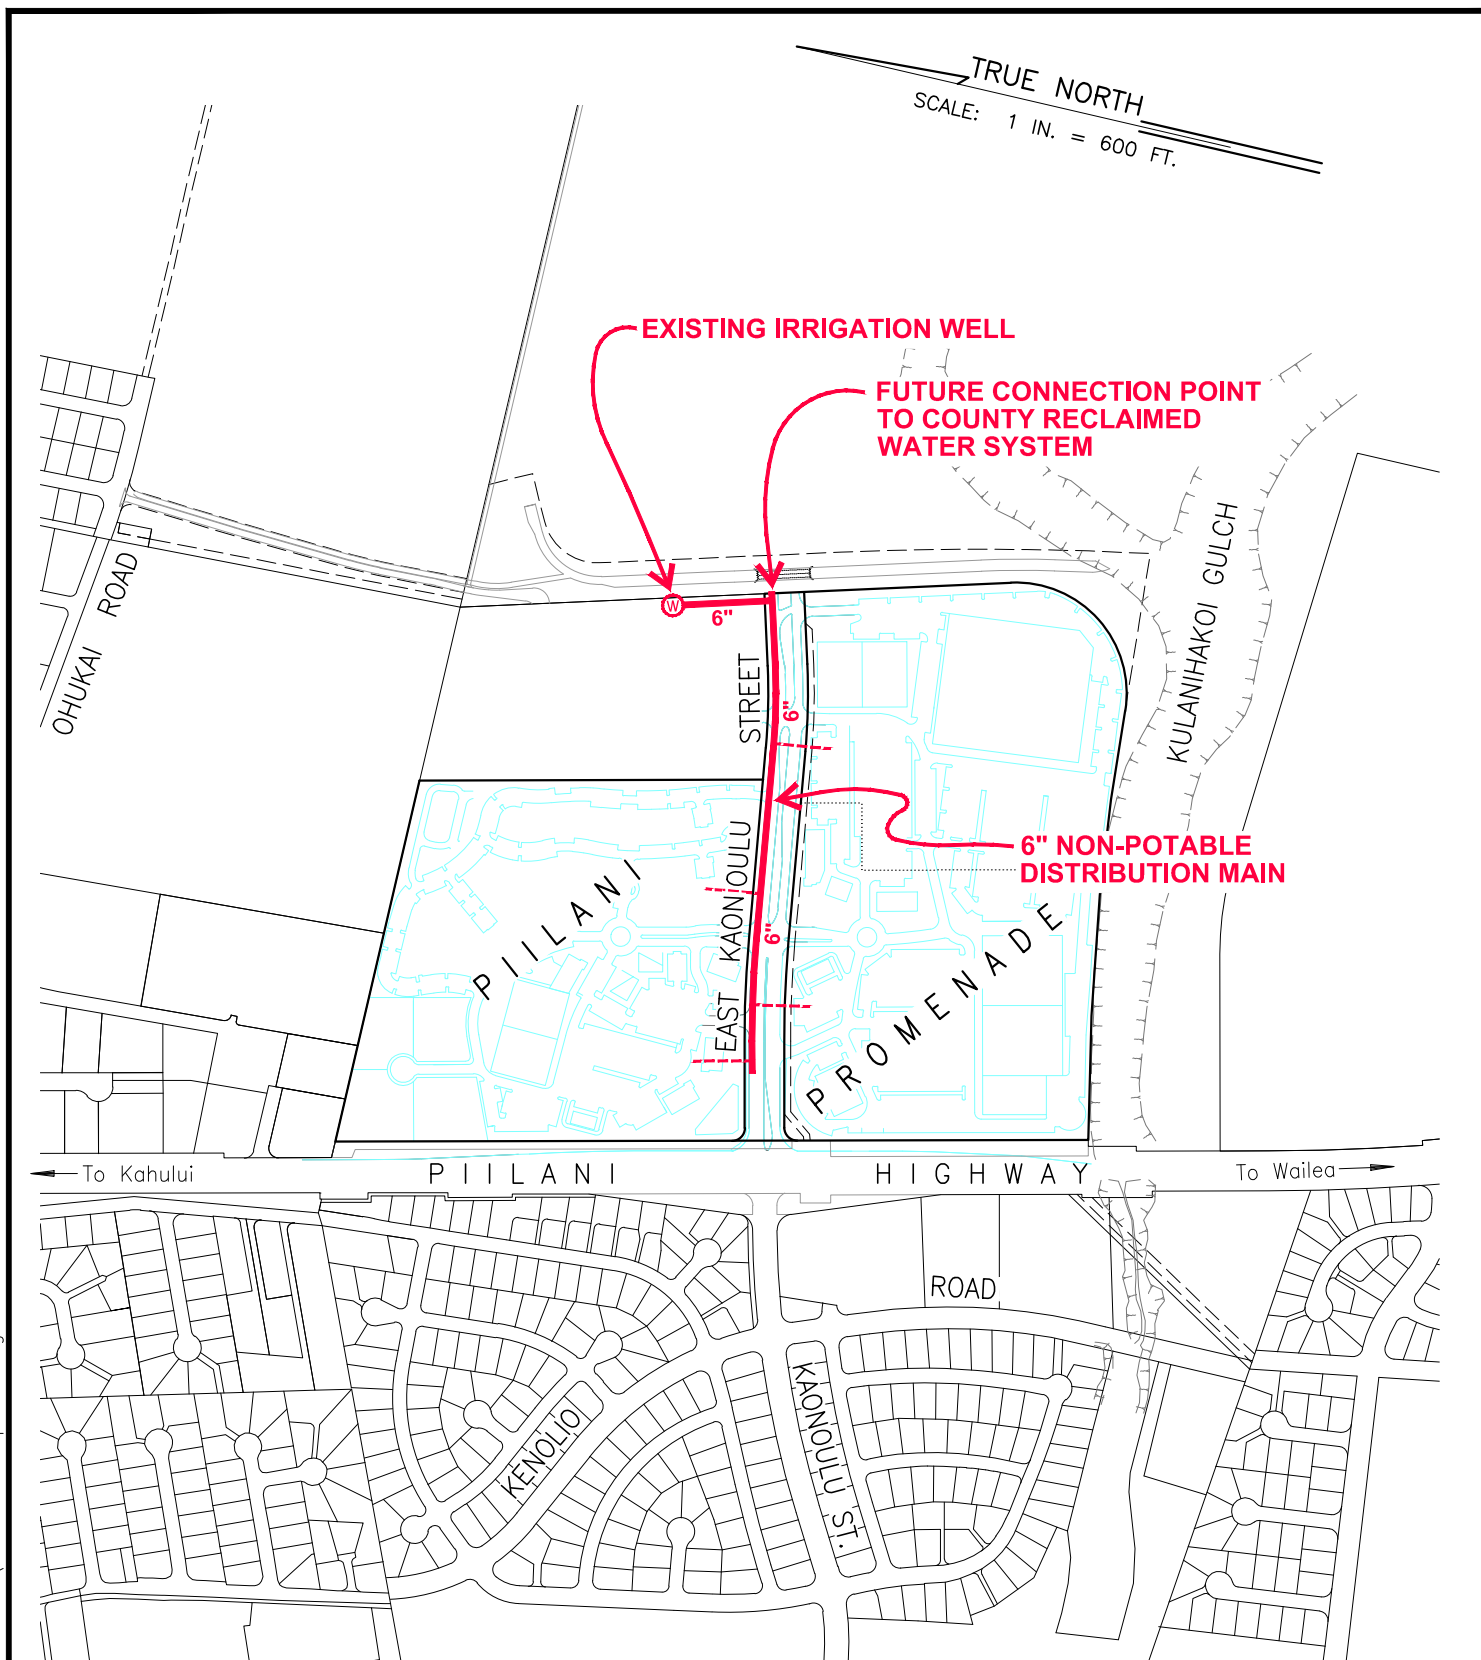 TRUE NORTH
SCALE: 1 IN. = 600 FT.
EXISTING IRRIGATION WELL
FUTURE CONNECTION POINT
TO COUNTY RECLAIMED
WATER SYSTEM
OHUKAI ROAD
KULANIHAKOI GULCH
W
6"
6"
6"
EAST KAONOULU STREET
6" NON-POTABLE
DISTRIBUTION MAIN
PIILANI
PROMENADE
To Kahului
PIILANI HIGHWAY
To Wailea
ROAD
KENOLIO
KAONOULU ST.